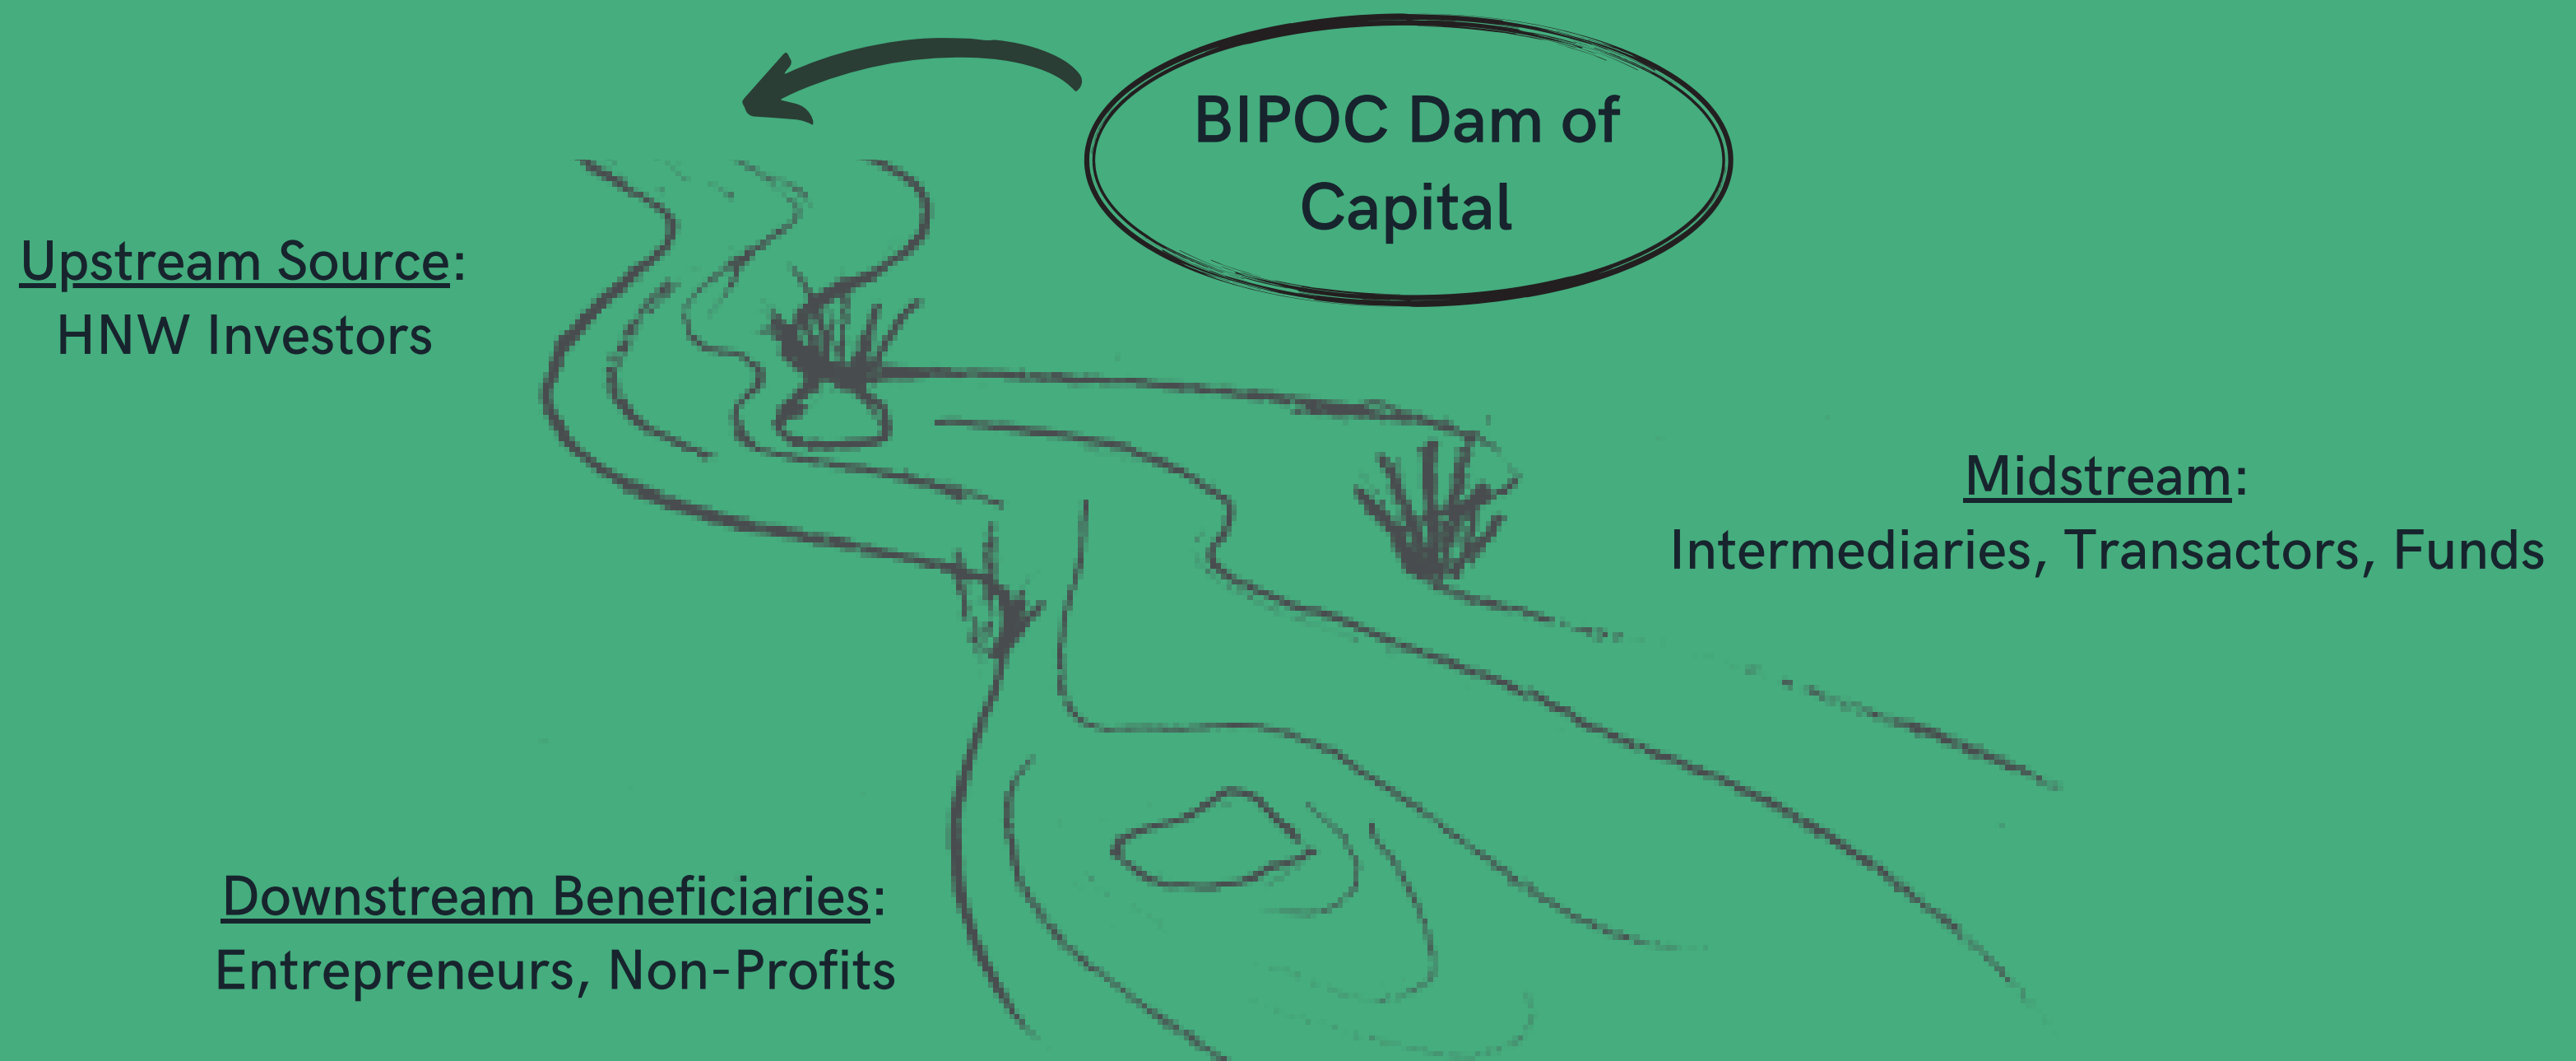 BIPOC Dam of
Capital
Upstream Source:
HNW Investors
Midstream:
Intermediaries, Transactors, Funds
Downstream Beneficiaries:
Entrepreneurs, Non-Profits